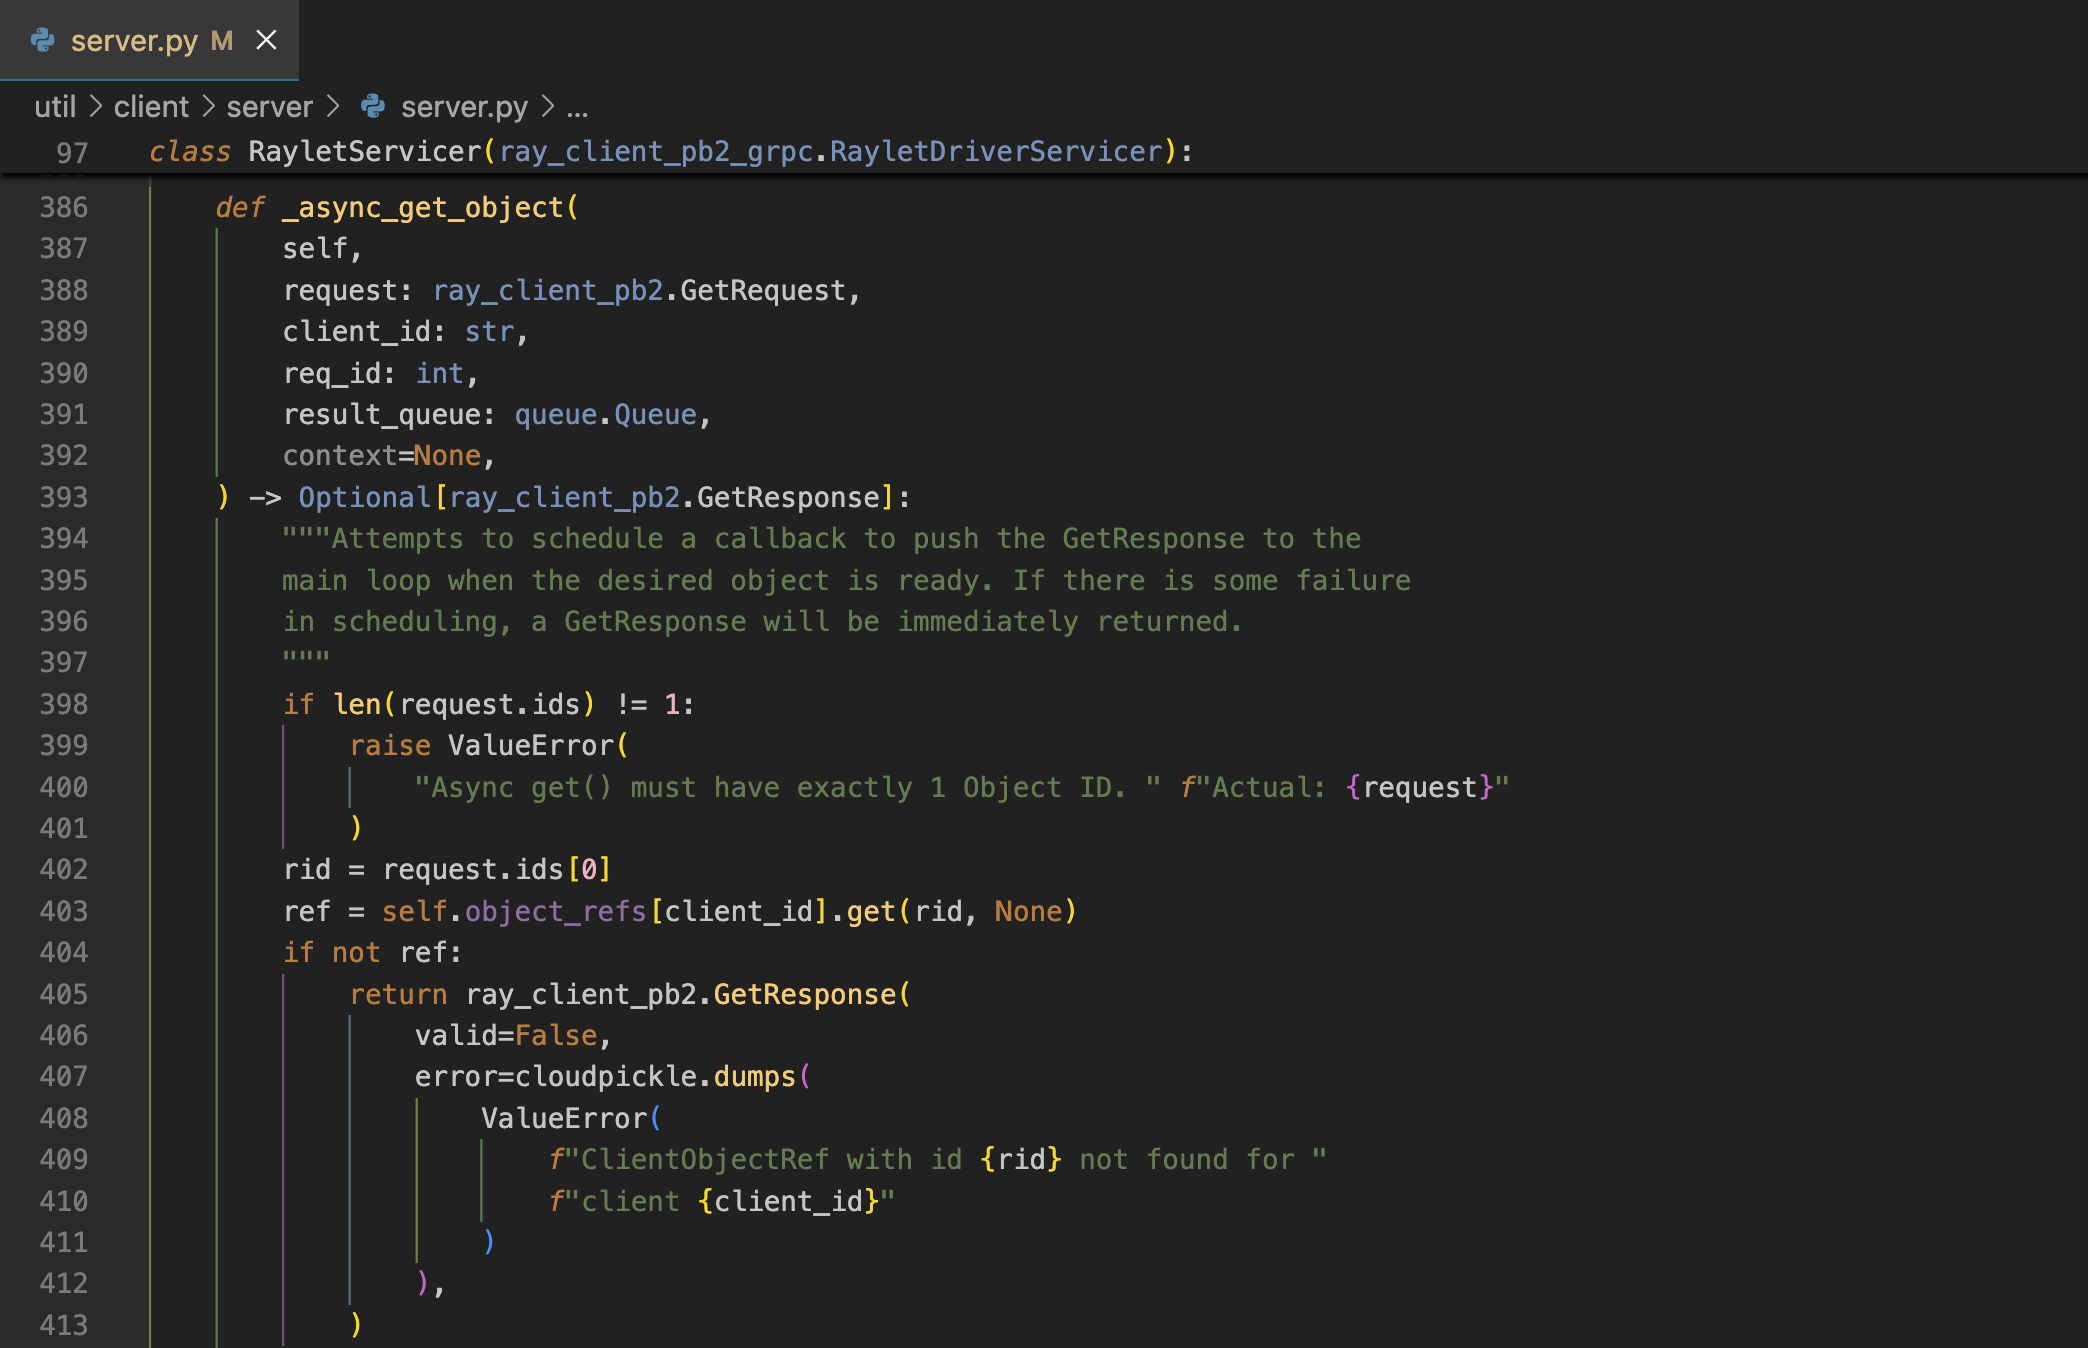 server.py M
util > client > server > server.py > ...
97 class RayletServicer(ray_client_pb2_grpc.RayletDriverServicer):
386     def _async_get_object(
387         self,
388         request: ray_client_pb2.GetRequest,
389         client_id: str,
390         req_id: int,
391         result_queue: queue.Queue,
392         context=None,
393     ) -> Optional[ray_client_pb2.GetResponse]:
394         """Attempts to schedule a callback to push the GetResponse to the
395         main loop when the desired object is ready. If there is some failure
396         in scheduling, a GetResponse will be immediately returned.
397         """
398         if len(request.ids) != 1:
399             raise ValueError(
400                 "Async get() must have exactly 1 Object ID. " f"Actual: {request}"
401             )
402         rid = request.ids[0]
403         ref = self.object_refs[client_id].get(rid, None)
404         if not ref:
405             return ray_client_pb2.GetResponse(
406                 valid=False,
407                 error=cloudpickle.dumps(
408                     ValueError(
409                         f"ClientObjectRef with id {rid} not found for "
410                         f"client {client_id}"
411                     )
412                 ),
413             )